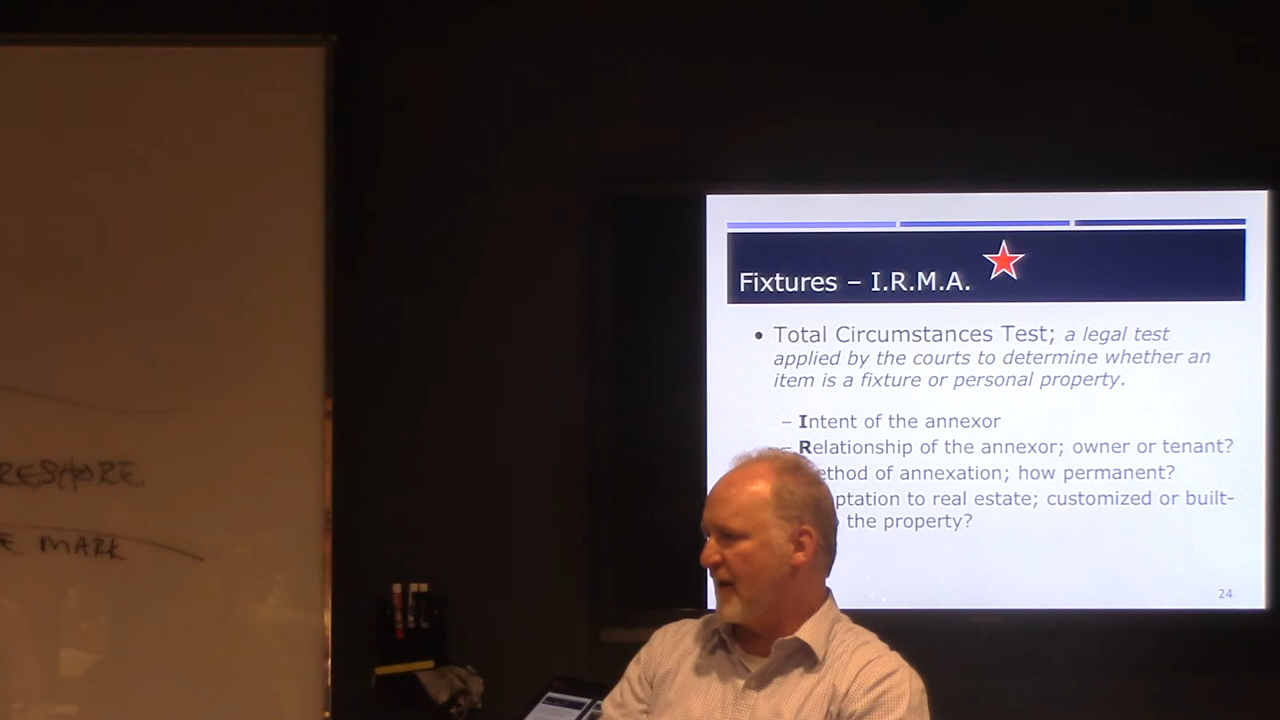 RESHORE
E MARK
Fixtures – I.R.M.A.
• Total Circumstances Test; a legal test
applied by the courts to determine whether an
item is a fixture or personal property.
– Intent of the annexor
– Relationship of the annexor; owner or tenant?
ethod of annexation; how permanent?
ptation to real estate; customized or built-
the property?
24